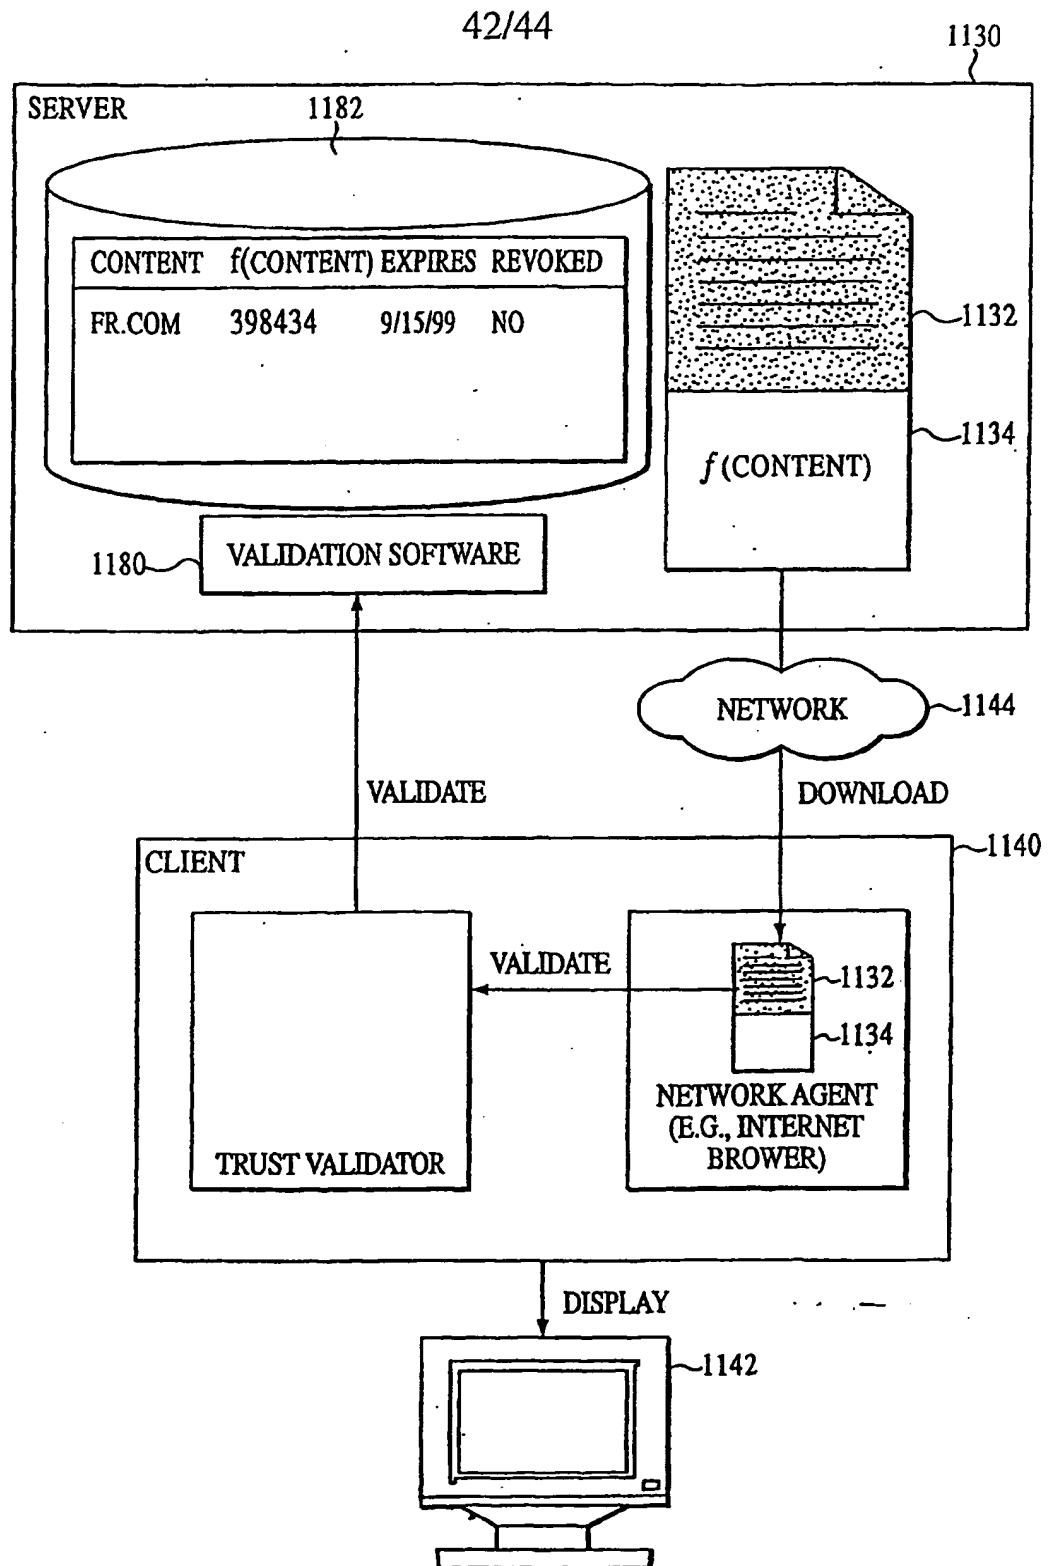 42/44
1130
SERVER
1182
CONTENT f(CONTENT) EXPIRES REVOKED
FR.COM 398434 9/15/99 NO
1132
1134
f (CONTENT)
1180
VALIDATION SOFTWARE
NETWORK
1144
VALIDATE
DOWNLOAD
1140
CLIENT
VALIDATE
1132
1134
NETWORK AGENT
(E.G., INTERNET
BROWER)
TRUST VALIDATOR
DISPLAY
1142